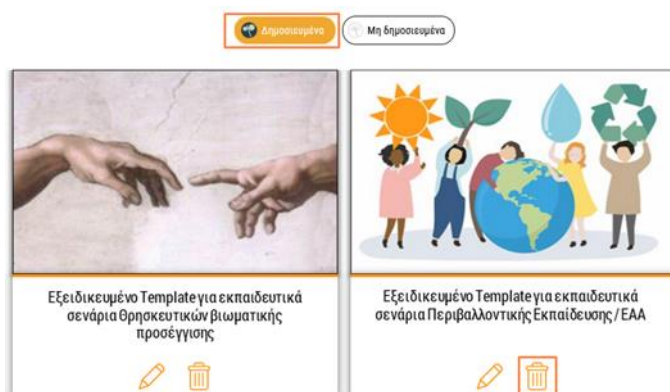 Δημοσιευμένα
Μη δημοσιευμένα
Εξειδικευμένο Template για εκπαιδευτικά
σενάρια Θρησκευτικών βιωματικής
προσέγγισης
Εξειδικευμένο Template για εκπαιδευτικά
σενάρια Περιβαλλοντικής Εκπαίδευσης / ΕΑΑ